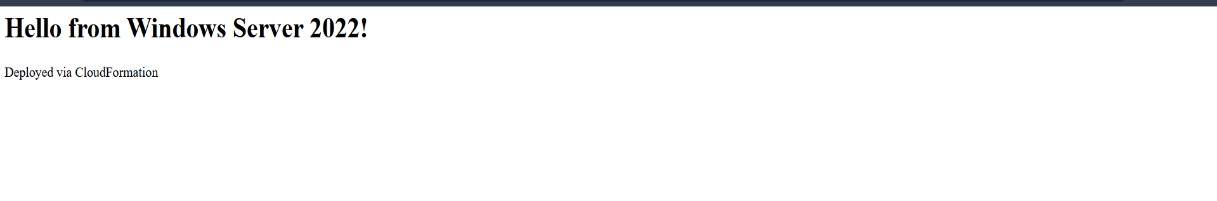 Hello from Windows Server 2022!
Deployed via CloudFormation